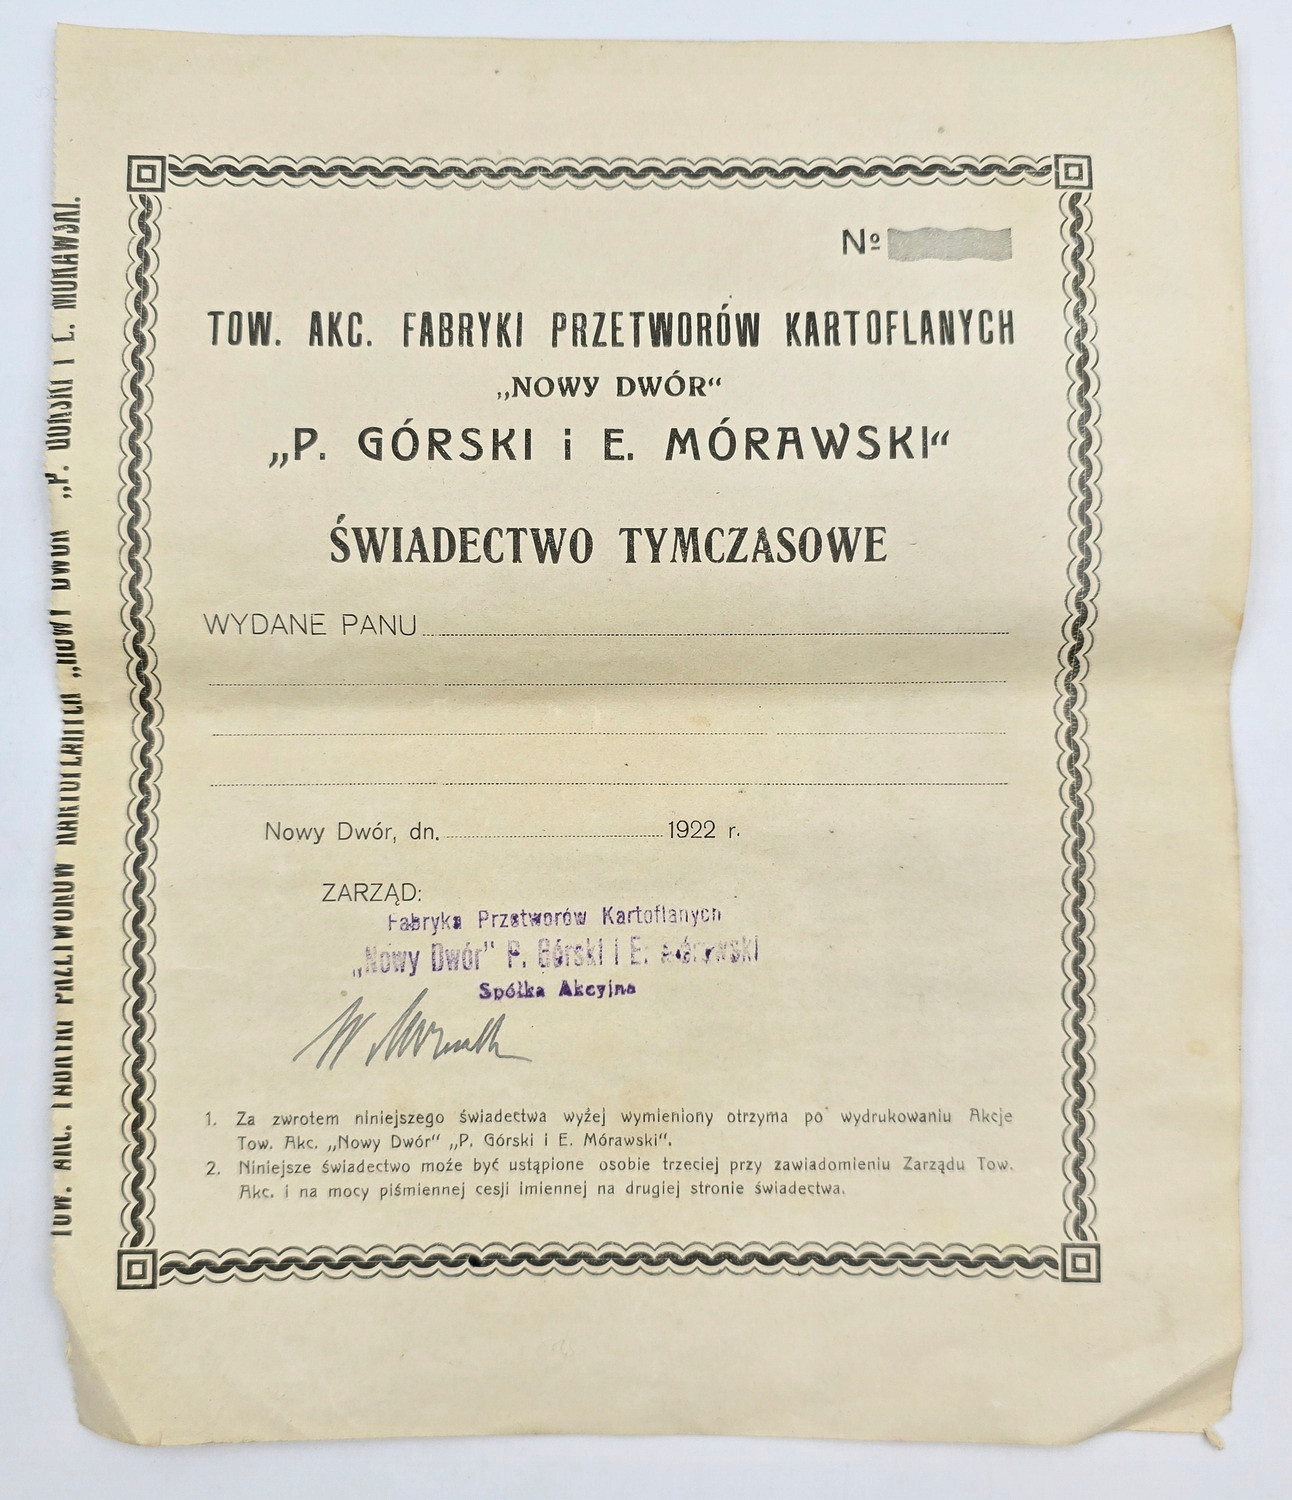 Nº
TOW. AKC. FABRYKI PRZETWORÓW KARTOFLANYCH
„NOWY DWÓR“
„P. GÓRSKI i E. MÓRAWSKI“
ŚWIADECTWO TYMCZASOWE
WYDANE PANU
Nowy Dwór, dn. 1922 r.
ZARZĄD:
Fabryka Przetworów Kartoflanych
„Nowy Dwór” P. Górski i E. Mórawski
Spółka Akcyjna
1. Za zwrotem niniejszego świadectwa wyżej wymieniony otrzyma po wydrukowaniu Akcje
Tow. Akc. „Nowy Dwór“ „P. Górski i E. Mórawski“.
2. Niniejsze świadectwo może być ustąpione osobie trzeciej przy zawiadomieniu Zarządu Tow.
Akc. i na mocy piśmiennej cesji imiennej na drugiej stronie świadectwa.
TOW. AKC. FABRYKI PRZETWORÓW KARTOFLANYCH „NOWY DWÓR“ „P. GÓRSKI i E. MÓRAWSKI.